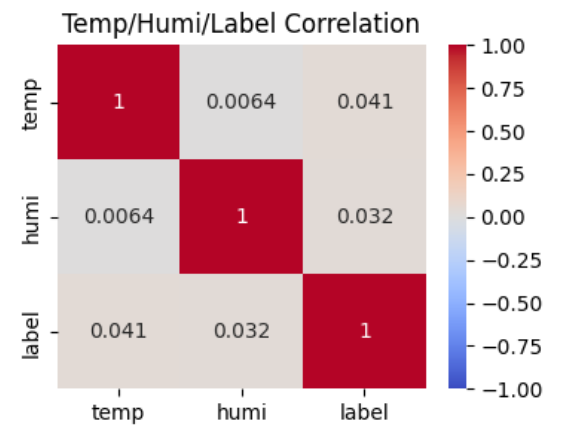 Temp/Humi/Label Correlation
temp 1 0.0064 0.041
humi 0.0064 1 0.032
label 0.041 0.032 1
temp humi label
1.00
0.75
0.50
0.25
0.00
−0.25
−0.50
−0.75
−1.00